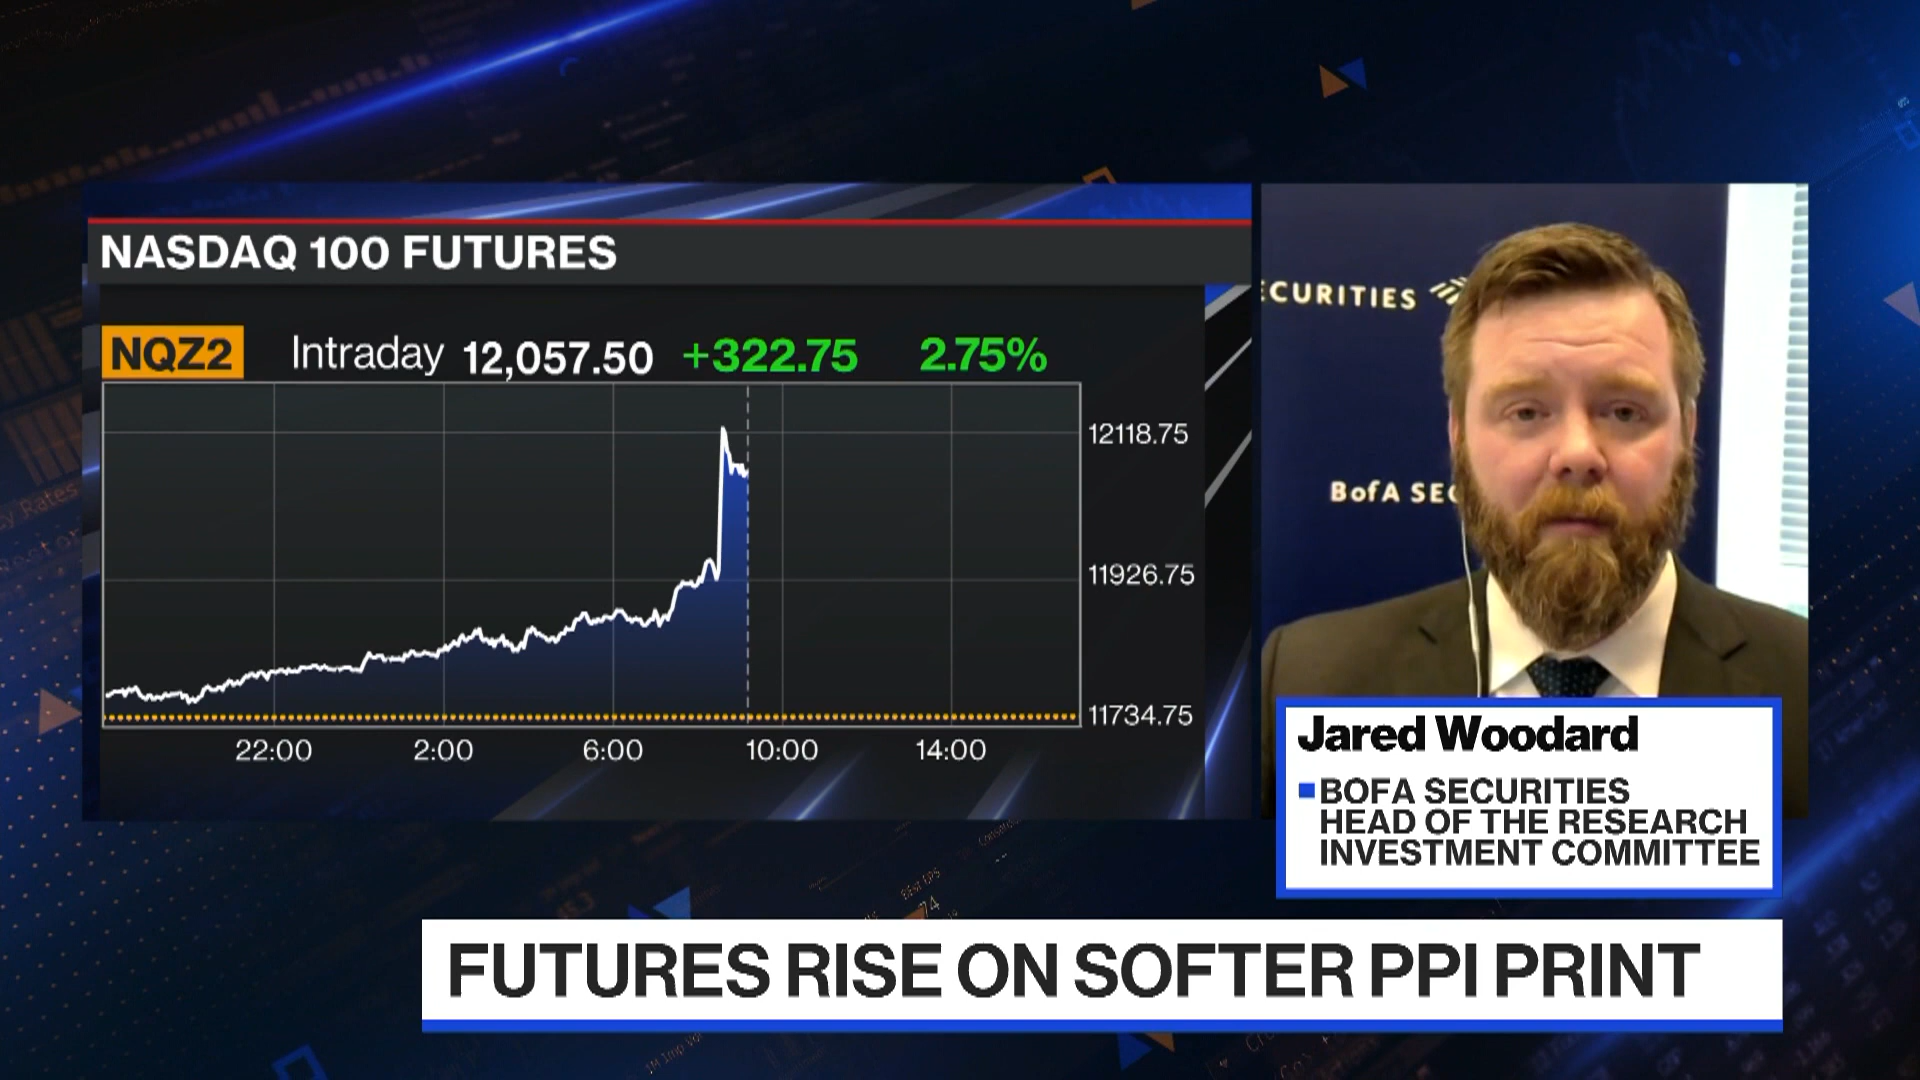 NASDAQ 100 FUTURES
NQZ2 Intraday 12,057.50 +322.75 2.75%
12118.75
11926.75
11734.75
22:00 2:00 6:00 10:00 14:00
ECURITIES
BofA SEC
Jared Woodard
BOFA SECURITIES
HEAD OF THE RESEARCH
INVESTMENT COMMITTEE
FUTURES RISE ON SOFTER PPI PRINT